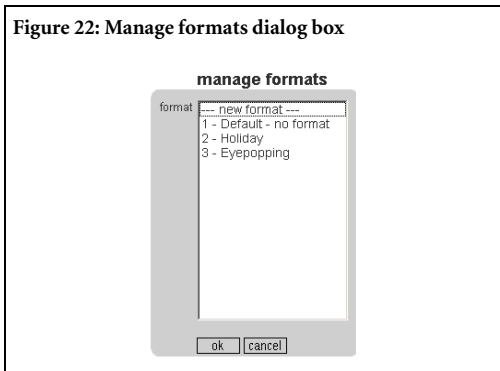 Figure 22: Manage formats dialog box
manage formats
format
--- new format ---
1 - Default - no format
2 - Holiday
3 - Eyepopping
ok
cancel